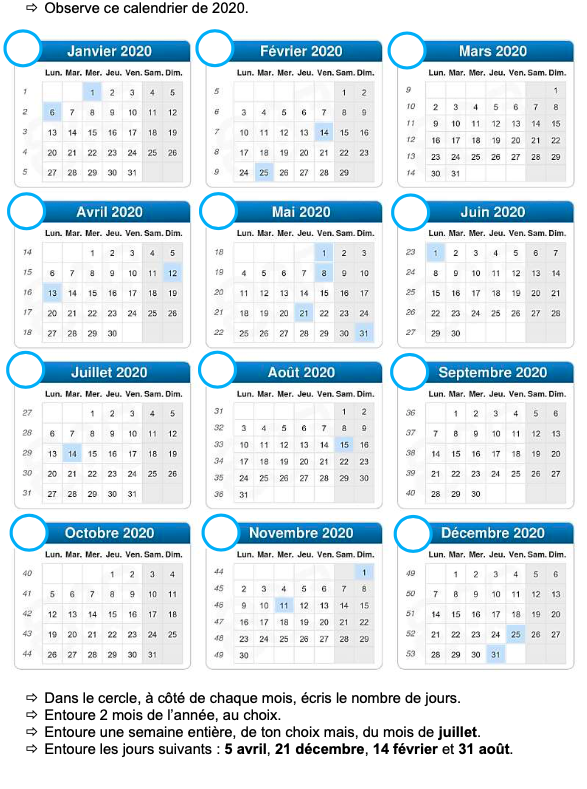 ⇨ Observe ce calendrier de 2020.
Janvier 2020
Lun. Mar. Mer. Jeu. Ven. Sam. Dim.
1 1 2 3 4 5
2 6 7 8 9 10 11 12
3 13 14 15 16 17 18 19
4 20 21 22 23 24 25 26
5 27 28 29 30 31
Février 2020
Lun. Mar. Mer. Jeu. Ven. Sam. Dim.
5 1 2
6 3 4 5 6 7 8 9
7 10 11 12 13 14 15 16
8 17 18 19 20 21 22 23
9 24 25 26 27 28 29
Mars 2020
Lun. Mar. Mer. Jeu. Ven. Sam. Dim.
9 1
10 2 3 4 5 6 7 8
11 9 10 11 12 13 14 15
12 16 17 18 19 20 21 22
13 23 24 25 26 27 28 29
14 30 31
Avril 2020
Lun. Mar. Mer. Jeu. Ven. Sam. Dim.
14 1 2 3 4 5
15 6 7 8 9 10 11 12
16 13 14 15 16 17 18 19
17 20 21 22 23 24 25 26
18 27 28 29 30
Mai 2020
Lun. Mar. Mer. Jeu. Ven. Sam. Dim.
18 1 2 3
19 4 5 6 7 8 9 10
20 11 12 13 14 15 16 17
21 18 19 20 21 22 23 24
22 25 26 27 28 29 30 31
Juin 2020
Lun. Mar. Mer. Jeu. Ven. Sam. Dim.
23 1 2 3 4 5 6 7
24 8 9 10 11 12 13 14
25 15 16 17 18 19 20 21
26 22 23 24 25 26 27 28
27 29 30
Juillet 2020
Lun. Mar. Mer. Jeu. Ven. Sam. Dim.
27 1 2 3 4 5
28 6 7 8 9 10 11 12
29 13 14 15 16 17 18 19
30 20 21 22 23 24 25 26
31 27 28 29 30 31
Août 2020
Lun. Mar. Mer. Jeu. Ven. Sam. Dim.
31 1 2
32 3 4 5 6 7 8 9
33 10 11 12 13 14 15 16
34 17 18 19 20 21 22 23
35 24 25 26 27 28 29 30
36 31
Septembre 2020
Lun. Mar. Mer. Jeu. Ven. Sam. Dim.
36 1 2 3 4 5 6
37 7 8 9 10 11 12 13
38 14 15 16 17 18 19 20
39 21 22 23 24 25 26 27
40 28 29 30
Octobre 2020
Lun. Mar. Mer. Jeu. Ven. Sam. Dim.
40 1 2 3 4
41 5 6 7 8 9 10 11
42 12 13 14 15 16 17 18
43 19 20 21 22 23 24 25
44 26 27 28 29 30 31
Novembre 2020
Lun. Mar. Mer. Jeu. Ven. Sam. Dim.
44 1
45 2 3 4 5 6 7 8
46 9 10 11 12 13 14 15
47 16 17 18 19 20 21 22
48 23 24 25 26 27 28 29
49 30
Décembre 2020
Lun. Mar. Mer. Jeu. Ven. Sam. Dim.
49 1 2 3 4 5 6
50 7 8 9 10 11 12 13
51 14 15 16 17 18 19 20
52 21 22 23 24 25 26 27
53 28 29 30 31
⇨ Dans le cercle, à côté de chaque mois, écris le nombre de jours.
⇨ Entoure 2 mois de l'année, au choix.
⇨ Entoure une semaine entière, de ton choix mais, du mois de juillet.
⇨ Entoure les jours suivants : 5 avril, 21 décembre, 14 février et 31 août.